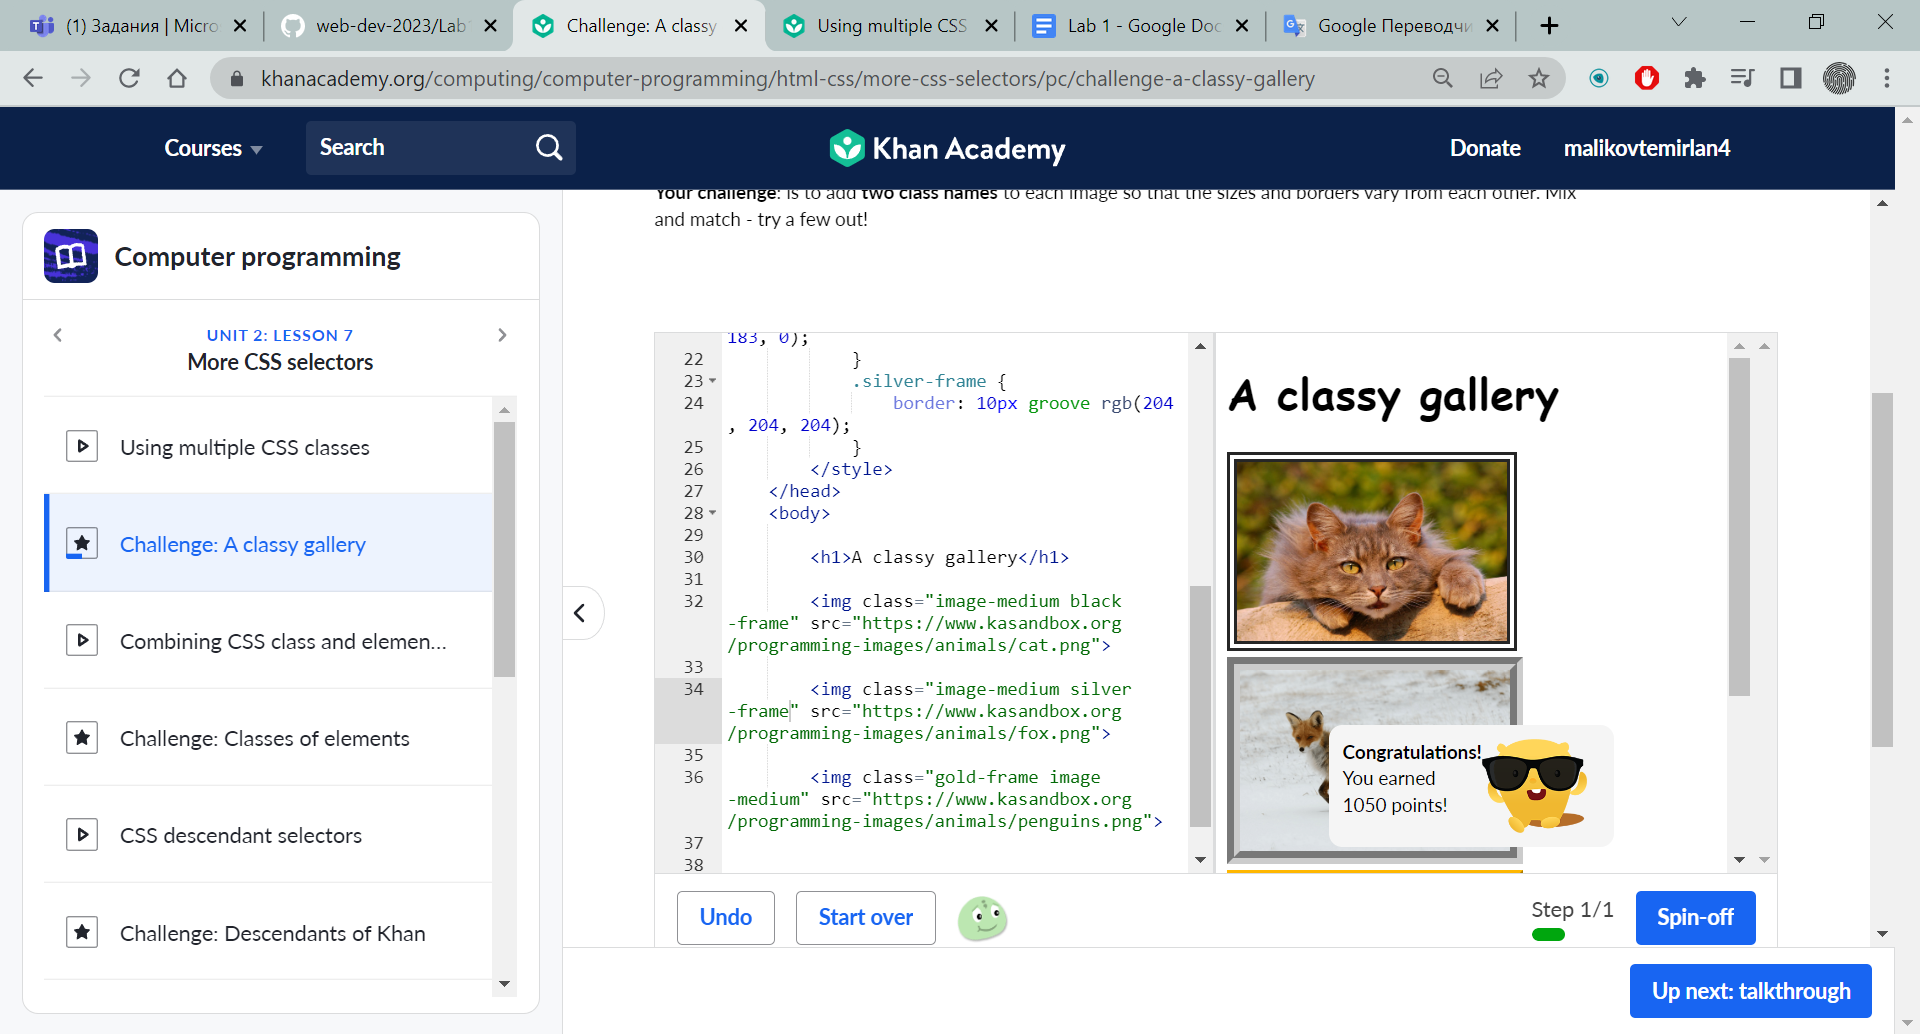 (1) Задания | Micro
web-dev-2023/Lab
Challenge: A classy
Using multiple CSS
Lab 1 - Google Doc
Google Переводчи
khanacademy.org/computing/computer-programming/html-css/more-css-selectors/pc/challenge-a-classy-gallery
Courses
Search
Khan Academy
Donate
malikovtemirlan4
Your challenge: is to add two class names to each image so that the sizes and borders vary from each other. Mix
and match - try a few out!
Computer programming
UNIT 2: LESSON 7
More CSS selectors
Using multiple CSS classes
Challenge: A classy gallery
Combining CSS class and elemen...
Challenge: Classes of elements
CSS descendant selectors
Challenge: Descendants of Khan
183, 0);
22 }
23 .silver-frame {
24 border: 10px groove rgb(204
, 204, 204);
25 }
26 </style>
27 </head>
28 <body>
29
30 <h1>A classy gallery</h1>
31
32 <img class="image-medium black
-frame" src="https://www.kasandbox.org
/programming-images/animals/cat.png">
33
34 <img class="image-medium silver
-frame" src="https://www.kasandbox.org
/programming-images/animals/fox.png">
35
36 <img class="gold-frame image
-medium" src="https://www.kasandbox.org
/programming-images/animals/penguins.png">
37
38
A classy gallery
Congratulations!
You earned
1050 points!
Undo
Start over
Step 1/1
Spin-off
Up next: talkthrough